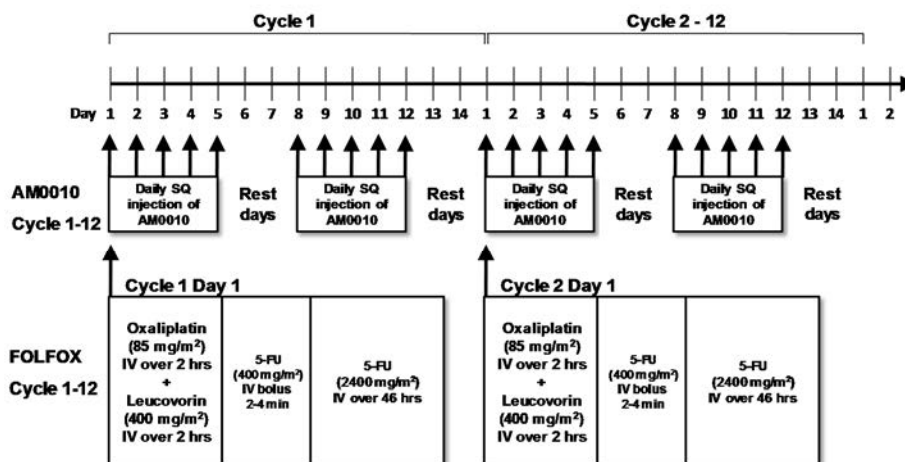 Cycle 1
Cycle 2 - 12
Day 1 2 3 4 5 6 7 8 9 10 11 12 13 14 1 2 3 4 5 6 7 8 9 10 11 12 13 14 1 2
AM0010
Cycle 1-12
Daily SQ
injection of
AM0010
Rest
days
Daily SQ
injection of
AM0010
Rest
days
Daily SQ
injection of
AM0010
Rest
days
Daily SQ
injection of
AM0010
Rest
days
FOLFOX
Cycle 1-12
Cycle 1 Day 1
Oxaliplatin
(85 mg/m²)
IV over 2 hrs
+
Leucovorin
(400 mg/m²)
IV over 2 hrs
5-FU
(400 mg/m²)
IV bolus
2-4 min
5-FU
(2400 mg/m²)
IV over 46 hrs
Cycle 2 Day 1
Oxaliplatin
(85 mg/m²)
IV over 2 hrs
+
Leucovorin
(400 mg/m²)
IV over 2 hrs
5-FU
(400 mg/m²)
IV bolus
2-4 min
5-FU
(2400 mg/m²)
IV over 46 hrs